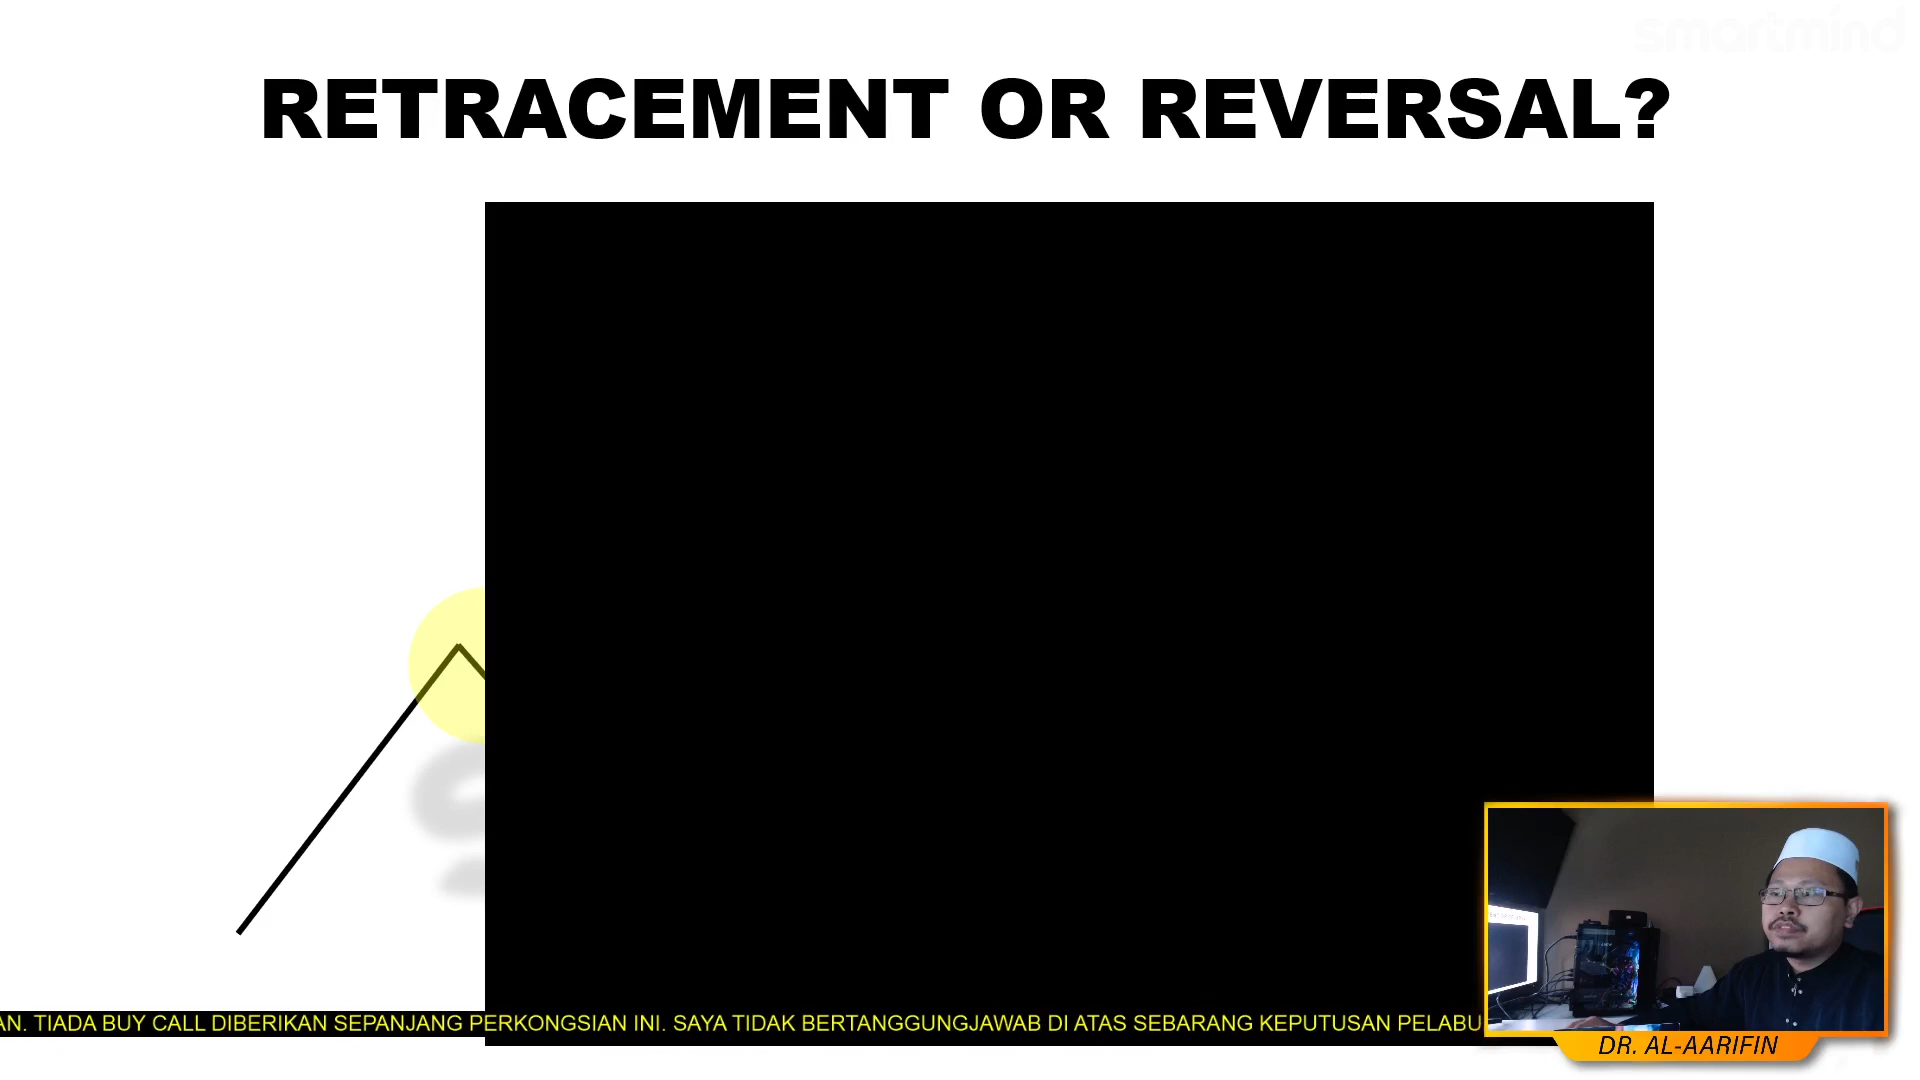 smartmind
RETRACEMENT OR REVERSAL?
AN. TIADA BUY CALL DIBERIKAN SEPANJANG PERKONGSIAN INI. SAYA TIDAK BERTANGGUNGJAWAB DI ATAS SEBARANG KEPUTUSAN PELABU
DR. AL-AARIFIN